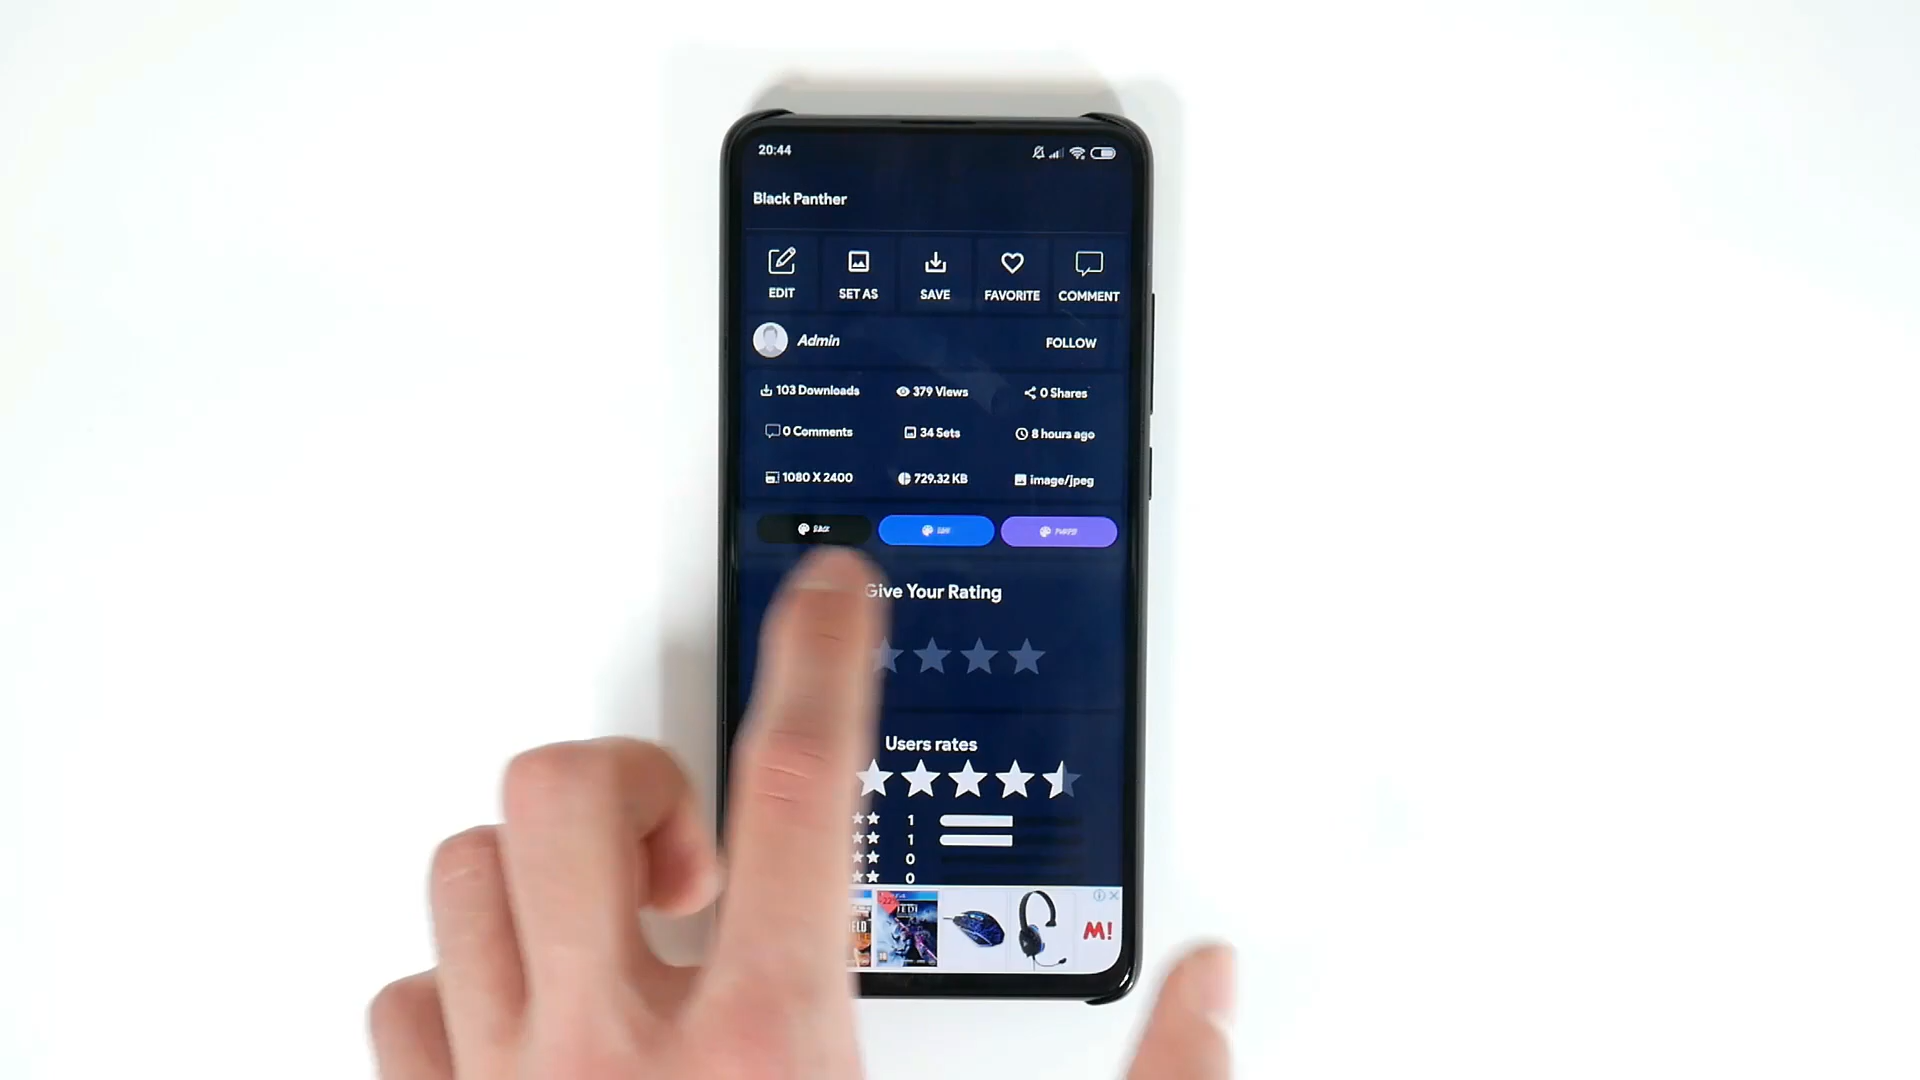 20:44
Black Panther
EDIT SET AS SAVE FAVORITE COMMENT
Admin FOLLOW
103 Downloads 379 Views 0 Shares
0 Comments 34 Sets 8 hours ago
1080 X 2400 729.32 KB image/jpeg
Give Your Rating
Users rates
1
1
0
0
-22%
JEDI
M!